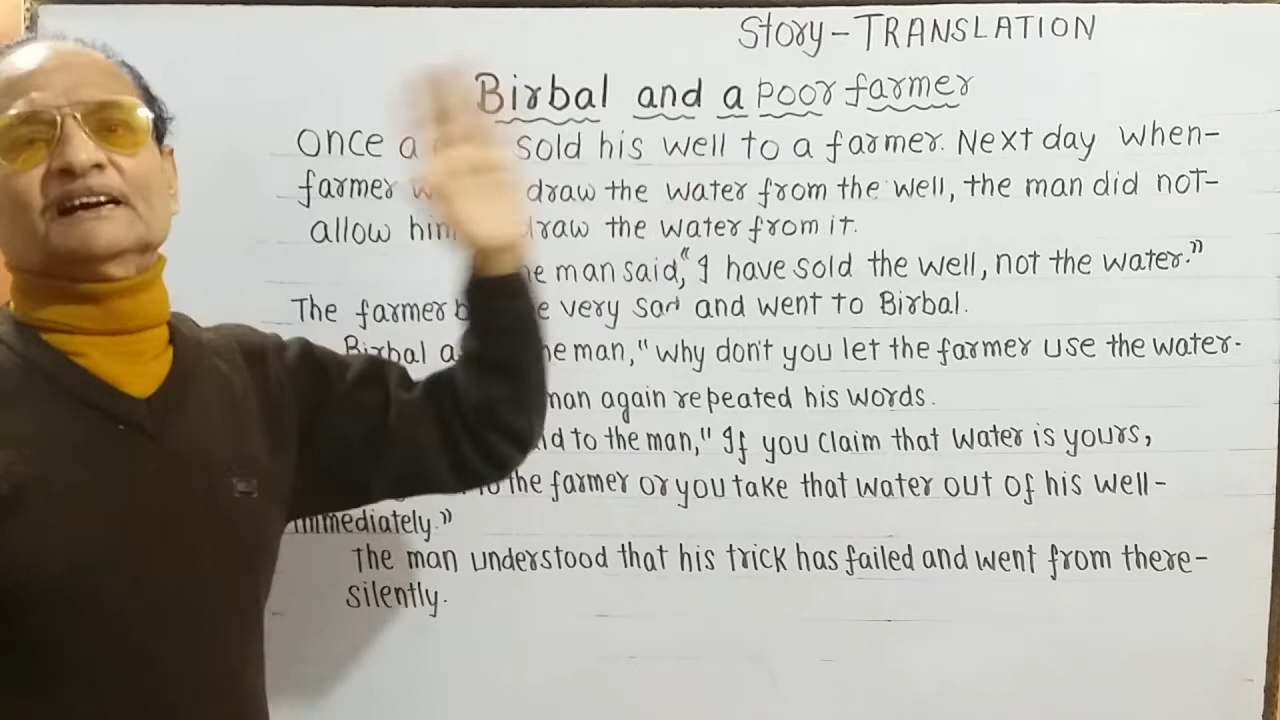 Story - TRANSLATION
Birbal and a poor farmer
Once a sold his well to a farmer. Next day when-
farmer draw the water from the well, the man did not-
allow him draw the water from it.
man said, "I have sold the well, not the water."
The farmer very sad and went to Birbal.
Birbal man, "why don't you let the farmer use the water-
man again repeated his words.
to the man," If you claim that water is yours,
the farmer or you take that water out of his well-
immediately."
The man understood that his trick has failed and went from there-
silently.